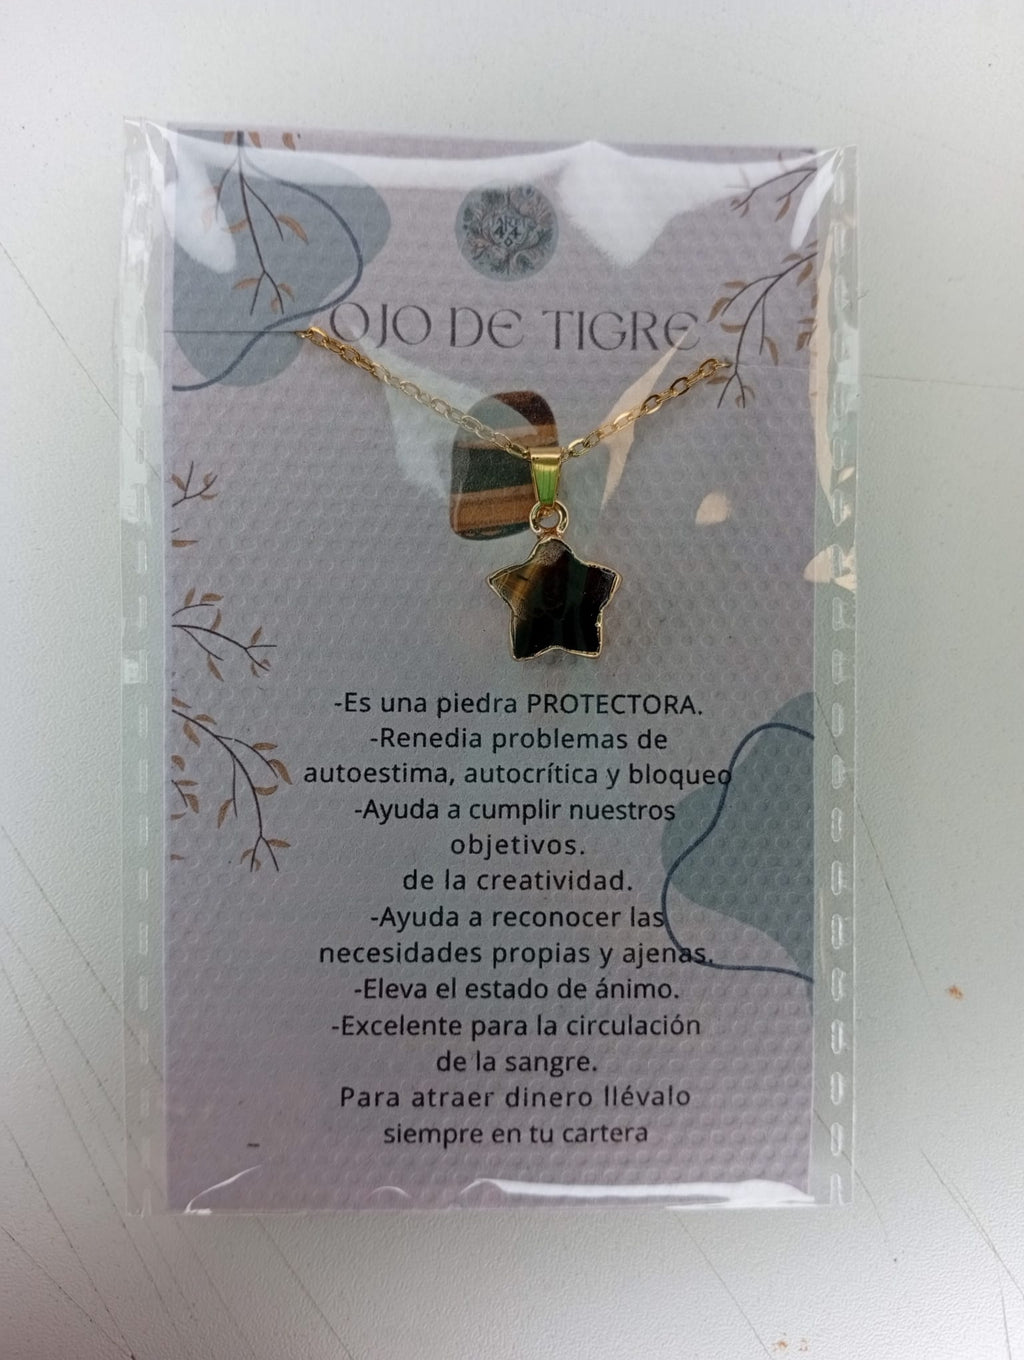 ART
44
OJO DE TIGRE
-Es una piedra PROTECTORA.
-Renedia problemas de
autoestima, autocrítica y bloqueo
-Ayuda a cumplir nuestros
objetivos.
de la creatividad.
-Ayuda a reconocer las
necesidades propias y ajenas.
-Eleva el estado de ánimo.
-Excelente para la circulación
de la sangre.
Para atraer dinero llévalo
siempre en tu cartera